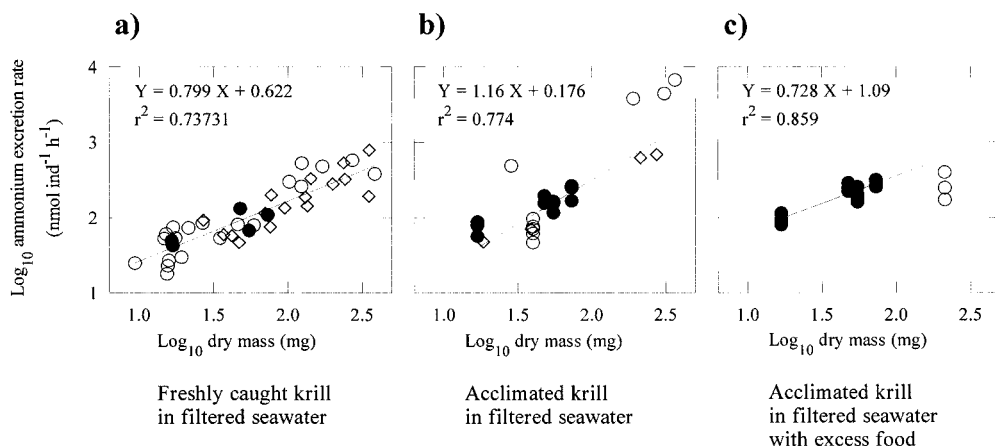 a)
b)
c)
Log10 ammonium excretion rate
(nmol ind-1 h-1)
4
3
2
1
Y = 0.799 X + 0.622
r2 = 0.73731
Y = 1.16 X + 0.176
r2 = 0.774
Y = 0.728 X + 1.09
r2 = 0.859
1.0 1.5 2.0 2.5
1.0 1.5 2.0 2.5
1.0 1.5 2.0 2.5
Log10 dry mass (mg)
Log10 dry mass (mg)
Log10 dry mass (mg)
Freshly caught krill
in filtered seawater
Acclimated krill
in filtered seawater
Acclimated krill
in filtered seawater
with excess food